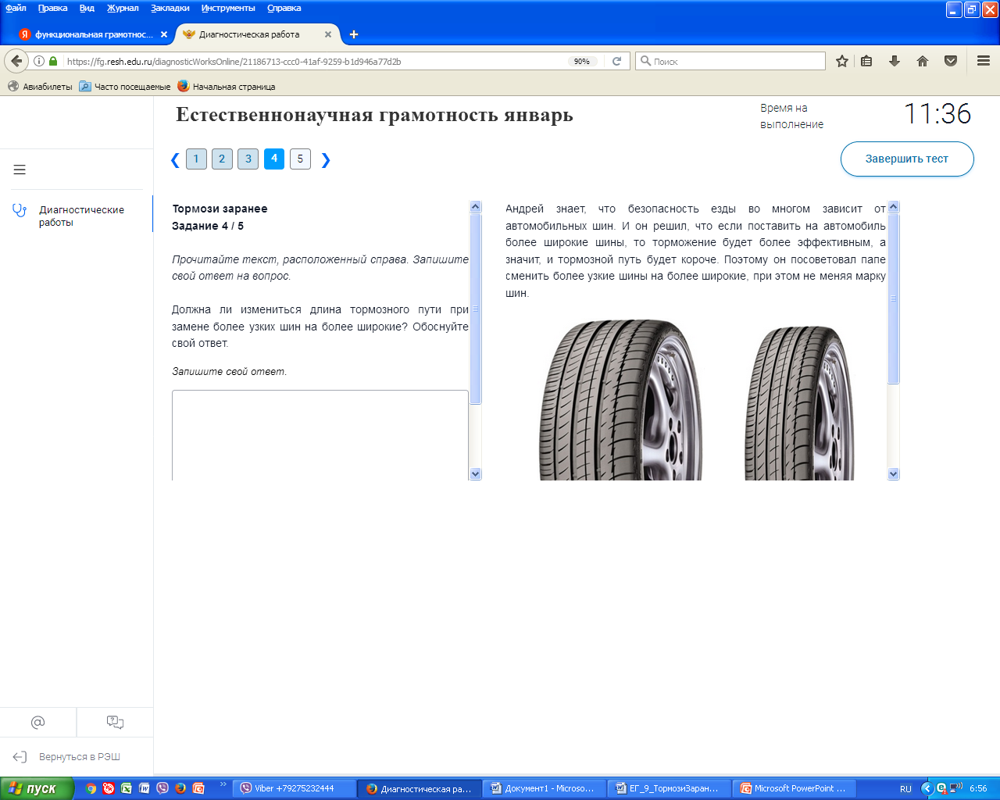 Файл Правка Вид Журнал Закладки Инструменты Справка
Я функциональная грамотнос... × Диагностическая работа × +
https://fg.resh.edu.ru/diagnosticWorksOnline/21186713-ccc0-41af-9259-b1d946a77d2b 90% Поиск
Авиабилеты Часто посещаемые Начальная страница
Естественнонаучная грамотность январь
Время на
выполнение
11:36
1 2 3 4 5
Завершить тест
Диагностические
работы
Тормози заранее
Задание 4 / 5
Прочитайте текст, расположенный справа. Запишите
свой ответ на вопрос.
Должна ли измениться длина тормозного пути при
замене более узких шин на более широкие? Обоснуйте
свой ответ.
Запишите свой ответ.
Андрей знает, что безопасность езды во многом зависит от
автомобильных шин. И он решил, что если поставить на автомобиль
более широкие шины, то торможение будет более эффективным, а
значит, и тормозной путь будет короче. Поэтому он посоветовал папе
сменить более узкие шины на более широкие, при этом не меняя марку
шин.
Вернуться в РЭШ
пуск
Viber +79275232444
Диагностическая ра...
Документ1 - Microso...
ЕГ_9_ТормозиЗаран...
Microsoft PowerPoint ...
RU
6:56